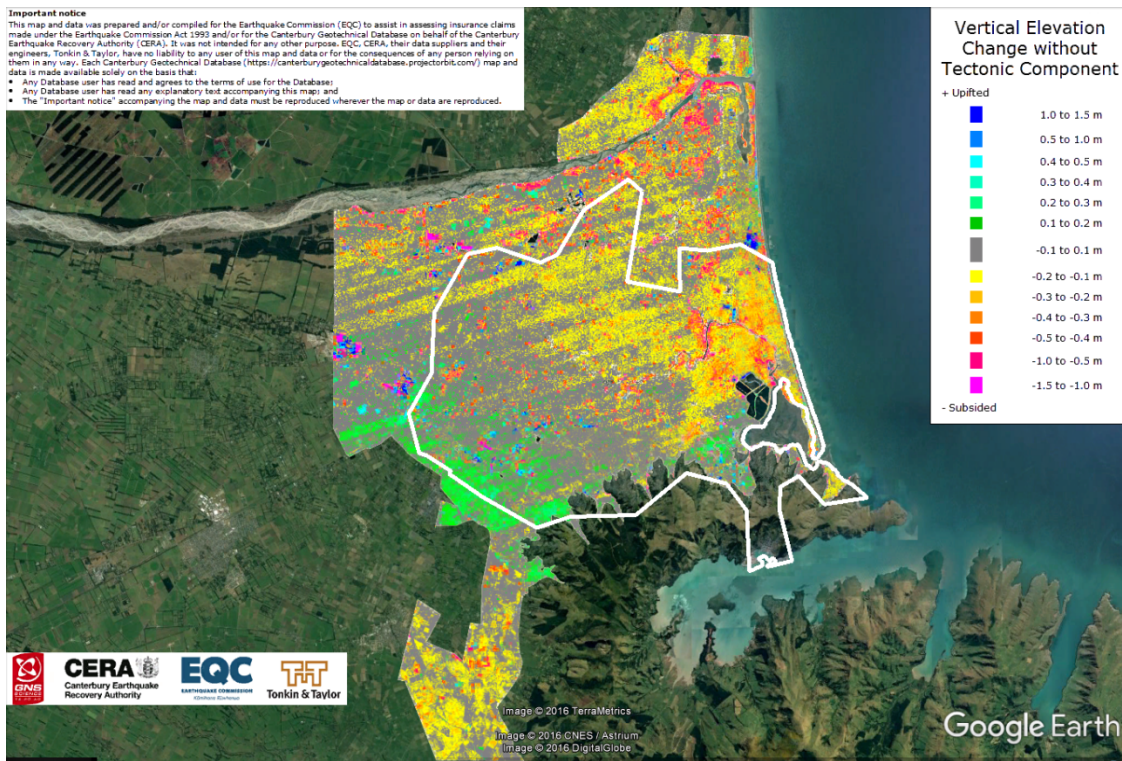 Important notice
This map and data was prepared and/or compiled for the Earthquake Commission (EQC) to assist in assessing insurance claims
made under the Earthquake Commission Act 1993 and/or for the Canterbury Geotechnical Database on behalf of the Canterbury
Earthquake Recovery Authority (CERA). It was not intended for any other purpose. EQC, CERA, their data suppliers and their
engineers, Tonkin & Taylor, have no liability to any user of this map and data or for the consequences of any person relying on
them in any way. Each Canterbury Geotechnical Database (https://canterburygeotechnicaldatabase.projectorbit.com/) map and
data is made available solely on the basis that:
• Any Database user has read and agrees to the terms of use for the Database;
• Any Database user has read any explanatory text accompanying this map; and
• The "Important notice" accompanying the map and data must be reproduced wherever the map or data are reproduced.
Vertical Elevation
Change without
Tectonic Component
+ Upifted
1.0 to 1.5 m
0.5 to 1.0 m
0.4 to 0.5 m
0.3 to 0.4 m
0.2 to 0.3 m
0.1 to 0.2 m
-0.1 to 0.1 m
-0.2 to -0.1 m
-0.3 to -0.2 m
-0.4 to -0.3 m
-0.5 to -0.4 m
-1.0 to -0.5 m
-1.5 to -1.0 m
- Subsided
GNS
SCIENCE
CERA
Canterbury Earthquake
Recovery Authority
EQC
EARTHQUAKE COMMISSION
TT
Tonkin & Taylor
Image © 2016 TerraMetrics
Image © 2016 CNES / Astrium
Image © 2016 DigitalGlobe
Google Earth